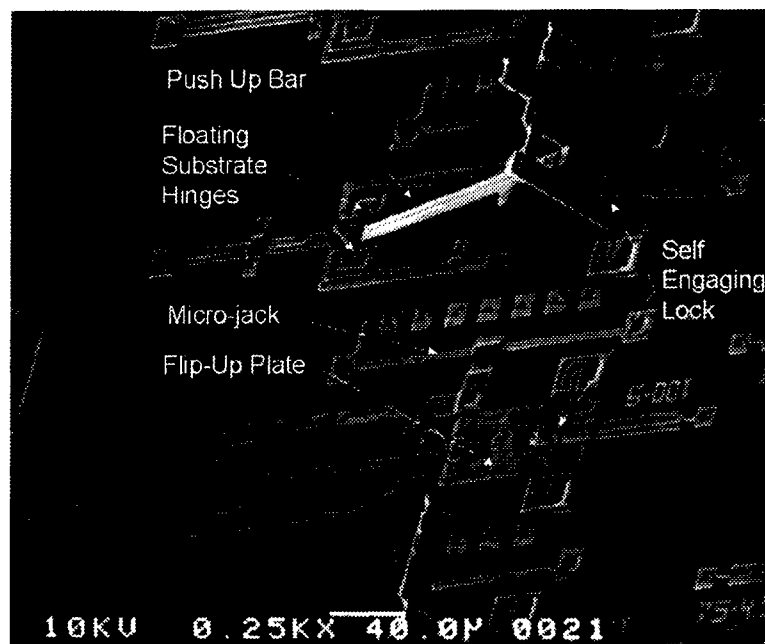 Push Up Bar
Floating
Substrate
Hinges
Self
Engaging
Lock
Micro-jack
Flip-Up Plate
10KV 0.25KX 40.0µ 0021